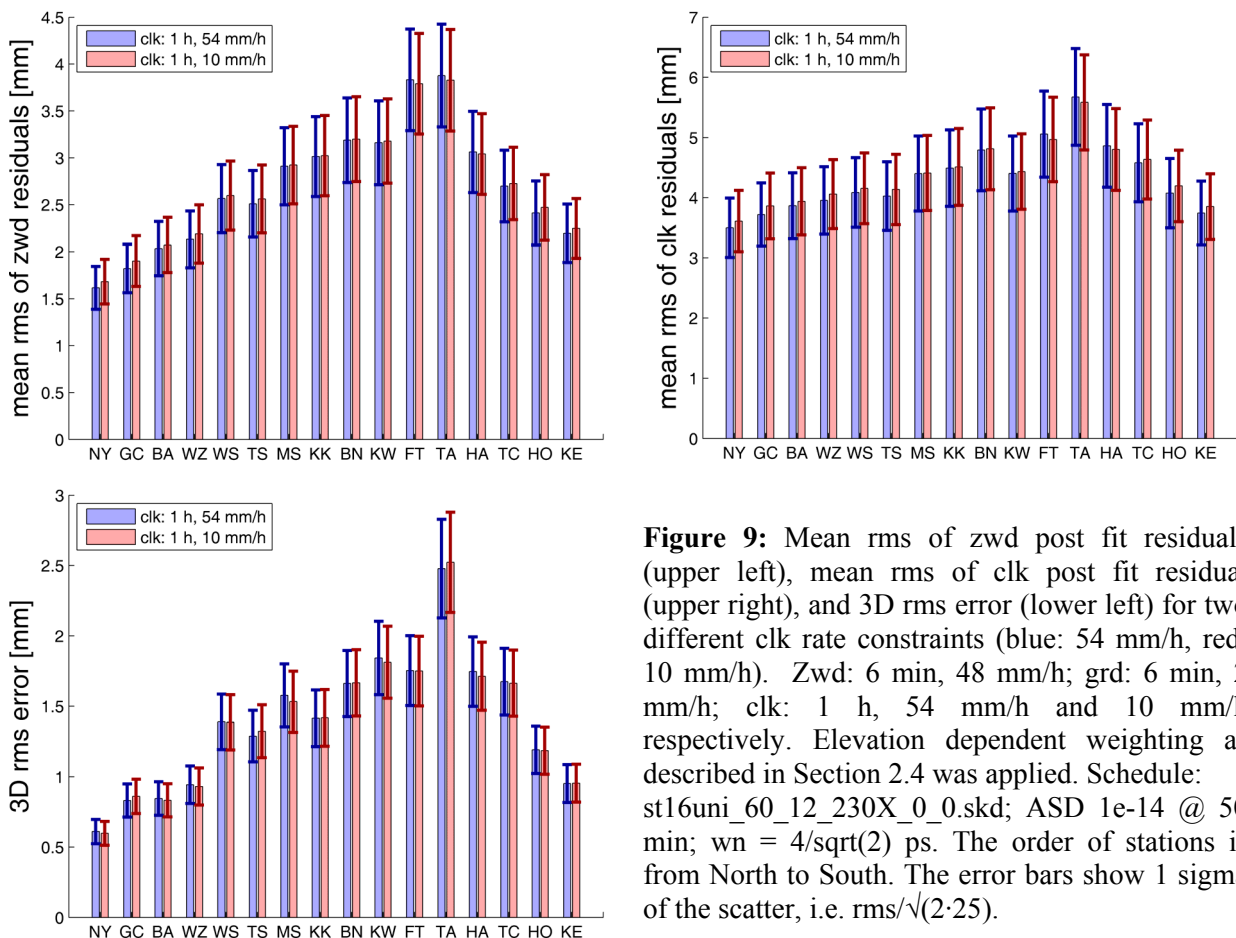 mean rms of zwd residuals [mm]
4.5
4
3.5
3
2.5
2
1.5
1
0.5
0
clk: 1 h, 54 mm/h
clk: 1 h, 10 mm/h
NY GC BA WZ WS TS MS KK BN KW FT TA HA TC HO KE
mean rms of clk residuals [mm]
7
6
5
4
3
2
1
0
clk: 1 h, 54 mm/h
clk: 1 h, 10 mm/h
NY GC BA WZ WS TS MS KK BN KW FT TA HA TC HO KE
3D rms error [mm]
3
2.5
2
1.5
1
0.5
0
clk: 1 h, 54 mm/h
clk: 1 h, 10 mm/h
NY GC BA WZ WS TS MS KK BN KW FT TA HA TC HO KE
Figure 9: Mean rms of zwd post fit residual
(upper left), mean rms of clk post fit residua
(upper right), and 3D rms error (lower left) for two
different clk rate constraints (blue: 54 mm/h, red
10 mm/h). Zwd: 6 min, 48 mm/h; grd: 6 min,
mm/h; clk: 1 h, 54 mm/h and 10 mm/
respectively. Elevation dependent weighting a
described in Section 2.4 was applied. Schedule:
st16uni_60_12_230X_0_0.skd; ASD 1e-14 @ 5
min; wn = 4/sqrt(2) ps. The order of stations i
from North to South. The error bars show 1 sigm
of the scatter, i.e. rms/√(2·25).